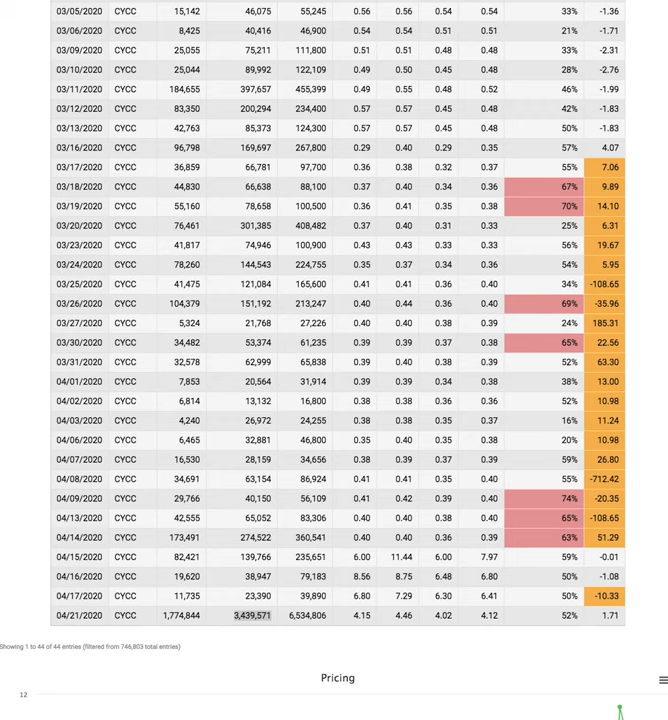 03/05/2020 CYCC 15,142 46,075 55,245 0.56 0.56 0.54 0.54 33% -1.36
03/06/2020 CYCC 8,425 40,416 46,900 0.54 0.54 0.51 0.51 21% -1.71
03/09/2020 CYCC 25,055 75,211 111,800 0.51 0.51 0.48 0.48 33% -2.31
03/10/2020 CYCC 25,044 89,992 122,109 0.49 0.50 0.45 0.48 28% -2.76
03/11/2020 CYCC 184,655 397,657 455,399 0.49 0.55 0.48 0.52 46% -1.99
03/12/2020 CYCC 83,350 200,294 234,400 0.57 0.57 0.45 0.48 42% -1.83
03/13/2020 CYCC 42,763 85,373 124,300 0.57 0.57 0.45 0.48 50% -1.83
03/16/2020 CYCC 96,798 169,697 267,800 0.29 0.40 0.29 0.35 57% 4.07
03/17/2020 CYCC 36,859 66,781 97,700 0.36 0.38 0.32 0.37 55% 7.06
03/18/2020 CYCC 44,830 66,638 88,100 0.37 0.40 0.34 0.36 67% 9.89
03/19/2020 CYCC 55,160 78,658 100,500 0.36 0.41 0.35 0.38 70% 14.10
03/20/2020 CYCC 76,461 301,385 408,482 0.37 0.40 0.31 0.33 25% 6.31
03/23/2020 CYCC 41,817 74,946 100,900 0.43 0.43 0.33 0.33 56% 19.67
03/24/2020 CYCC 78,260 144,543 224,755 0.35 0.37 0.34 0.36 54% 5.95
03/25/2020 CYCC 41,475 121,084 165,600 0.41 0.41 0.36 0.40 34% -108.65
03/26/2020 CYCC 104,379 151,192 213,247 0.40 0.44 0.36 0.40 69% -35.96
03/27/2020 CYCC 5,324 21,768 27,226 0.40 0.40 0.38 0.39 24% 185.31
03/30/2020 CYCC 34,482 53,374 61,235 0.39 0.39 0.37 0.38 65% 22.56
03/31/2020 CYCC 32,578 62,999 65,838 0.39 0.40 0.38 0.39 52% 63.30
04/01/2020 CYCC 7,853 20,564 31,914 0.39 0.39 0.34 0.38 38% 13.00
04/02/2020 CYCC 6,814 13,132 16,800 0.38 0.38 0.36 0.36 52% 10.98
04/03/2020 CYCC 4,240 26,972 24,255 0.38 0.38 0.35 0.37 16% 11.24
04/06/2020 CYCC 6,465 32,881 46,800 0.35 0.40 0.35 0.38 20% 10.98
04/07/2020 CYCC 16,530 28,159 34,656 0.38 0.39 0.37 0.39 59% 26.80
04/08/2020 CYCC 34,691 63,154 86,924 0.41 0.41 0.35 0.40 55% -712.42
04/09/2020 CYCC 29,766 40,150 56,109 0.41 0.42 0.39 0.40 74% -20.35
04/13/2020 CYCC 42,555 65,052 83,306 0.40 0.40 0.38 0.40 65% -108.65
04/14/2020 CYCC 173,491 274,522 360,541 0.40 0.40 0.36 0.39 63% 51.29
04/15/2020 CYCC 82,421 139,766 235,651 6.00 11.44 6.00 7.97 59% -0.01
04/16/2020 CYCC 19,620 38,947 79,183 8.56 8.75 6.48 6.80 50% -1.08
04/17/2020 CYCC 11,735 23,390 39,890 6.80 7.29 6.30 6.41 50% -10.33
04/21/2020 CYCC 1,774,844 3,439,571 6,534,806 4.15 4.46 4.02 4.12 52% 1.71
Showing 1 to 44 of 44 entries (filtered from 746,803 total entries)
Pricing
12